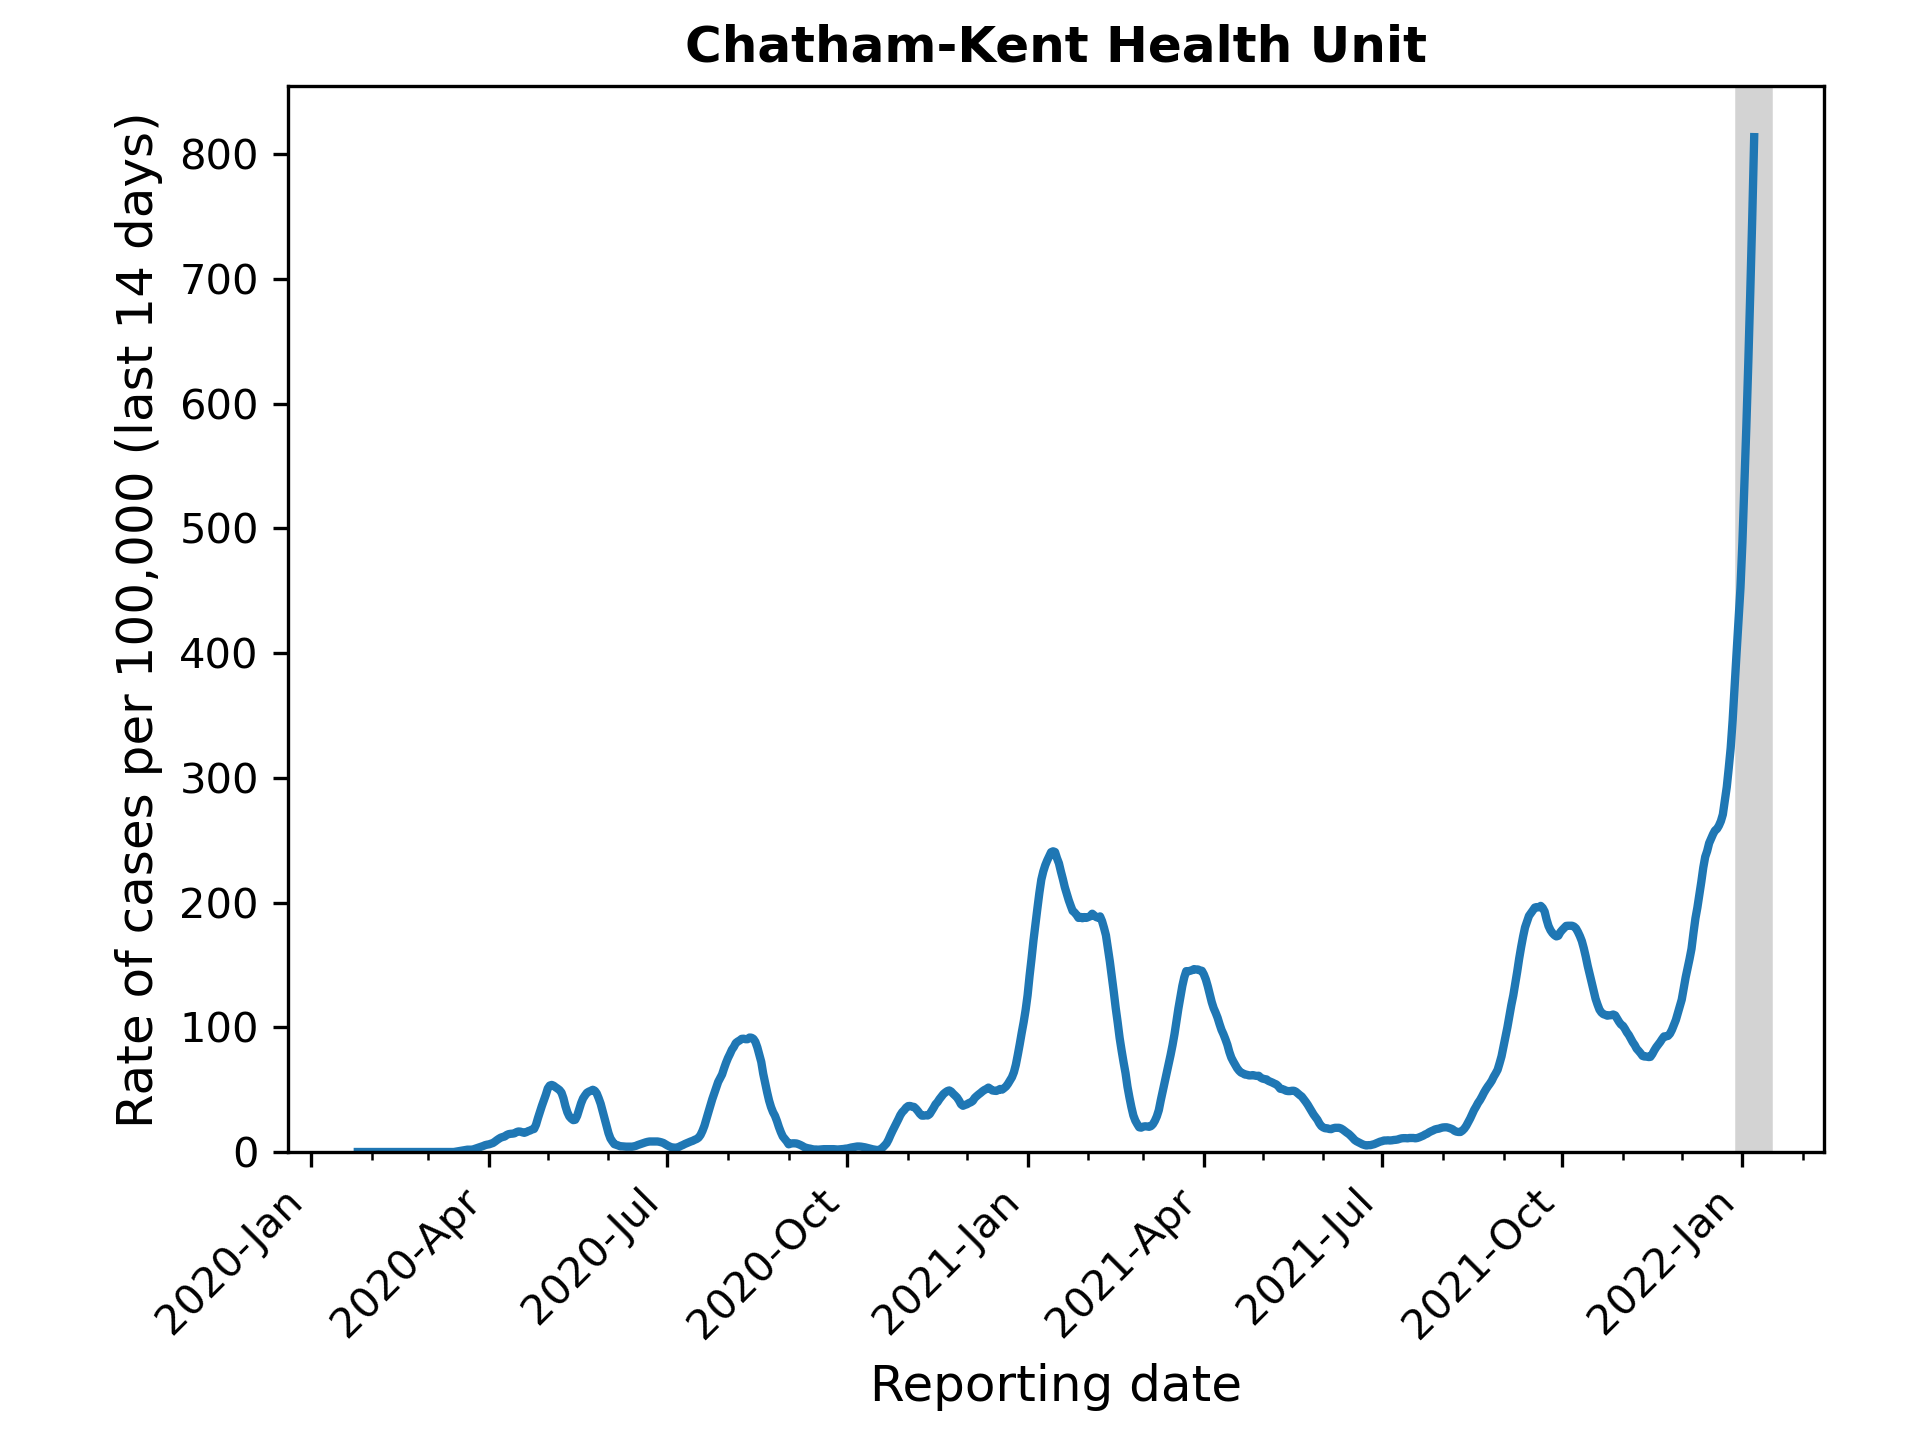 Chatham-Kent Health Unit
Rate of cases per 100,000 (last 14 days)
800
700
600
500
400
300
200
100
0
2020-Jan
2020-Apr
2020-Jul
2020-Oct
2021-Jan
2021-Apr
2021-Jul
2021-Oct
2022-Jan
Reporting date